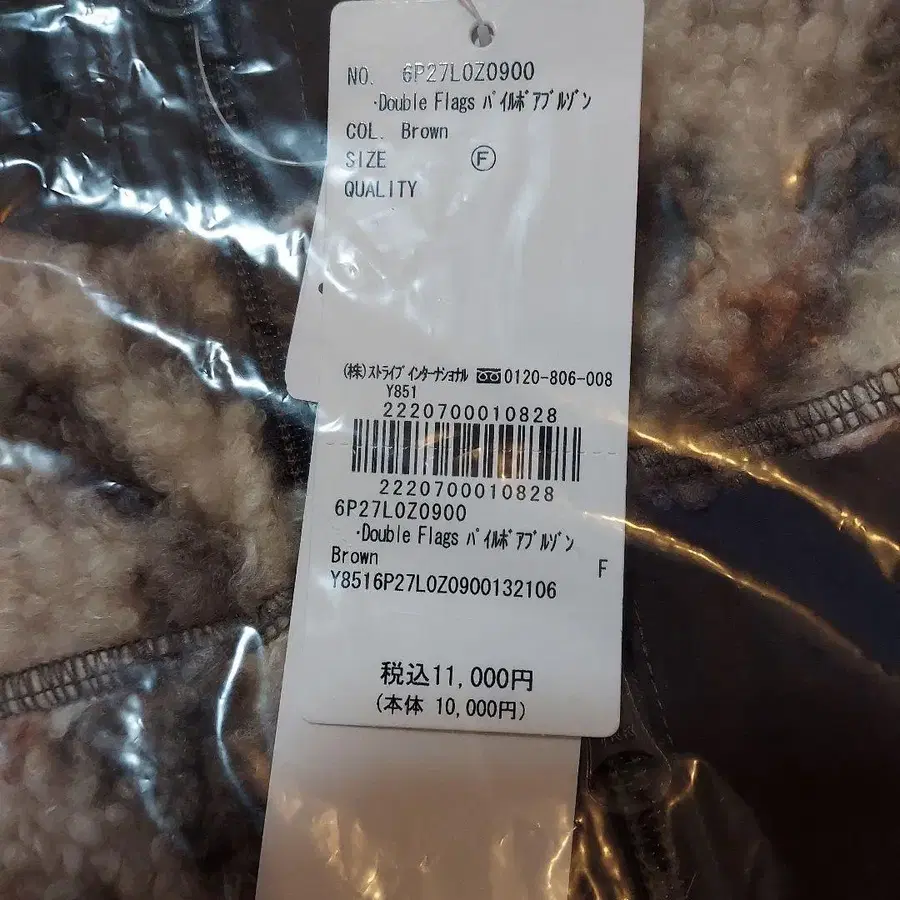 NO. 6P27L0Z0900
·Double Flags ﾊﾟｲﾙﾎﾞｱﾌﾞﾙｿﾞﾝ
COL. Brown
SIZE Ⓕ
QUALITY
(株)ストライプインターナショナル 0120-806-008
Y851
2220700010828
2220700010828
6P27L0Z0900
·Double Flags ﾊﾟｲﾙﾎﾞｱﾌﾞﾙｿﾞﾝ
Brown F
Y8516P27L0Z0900132106
税込11,000円
(本体 10,000円)